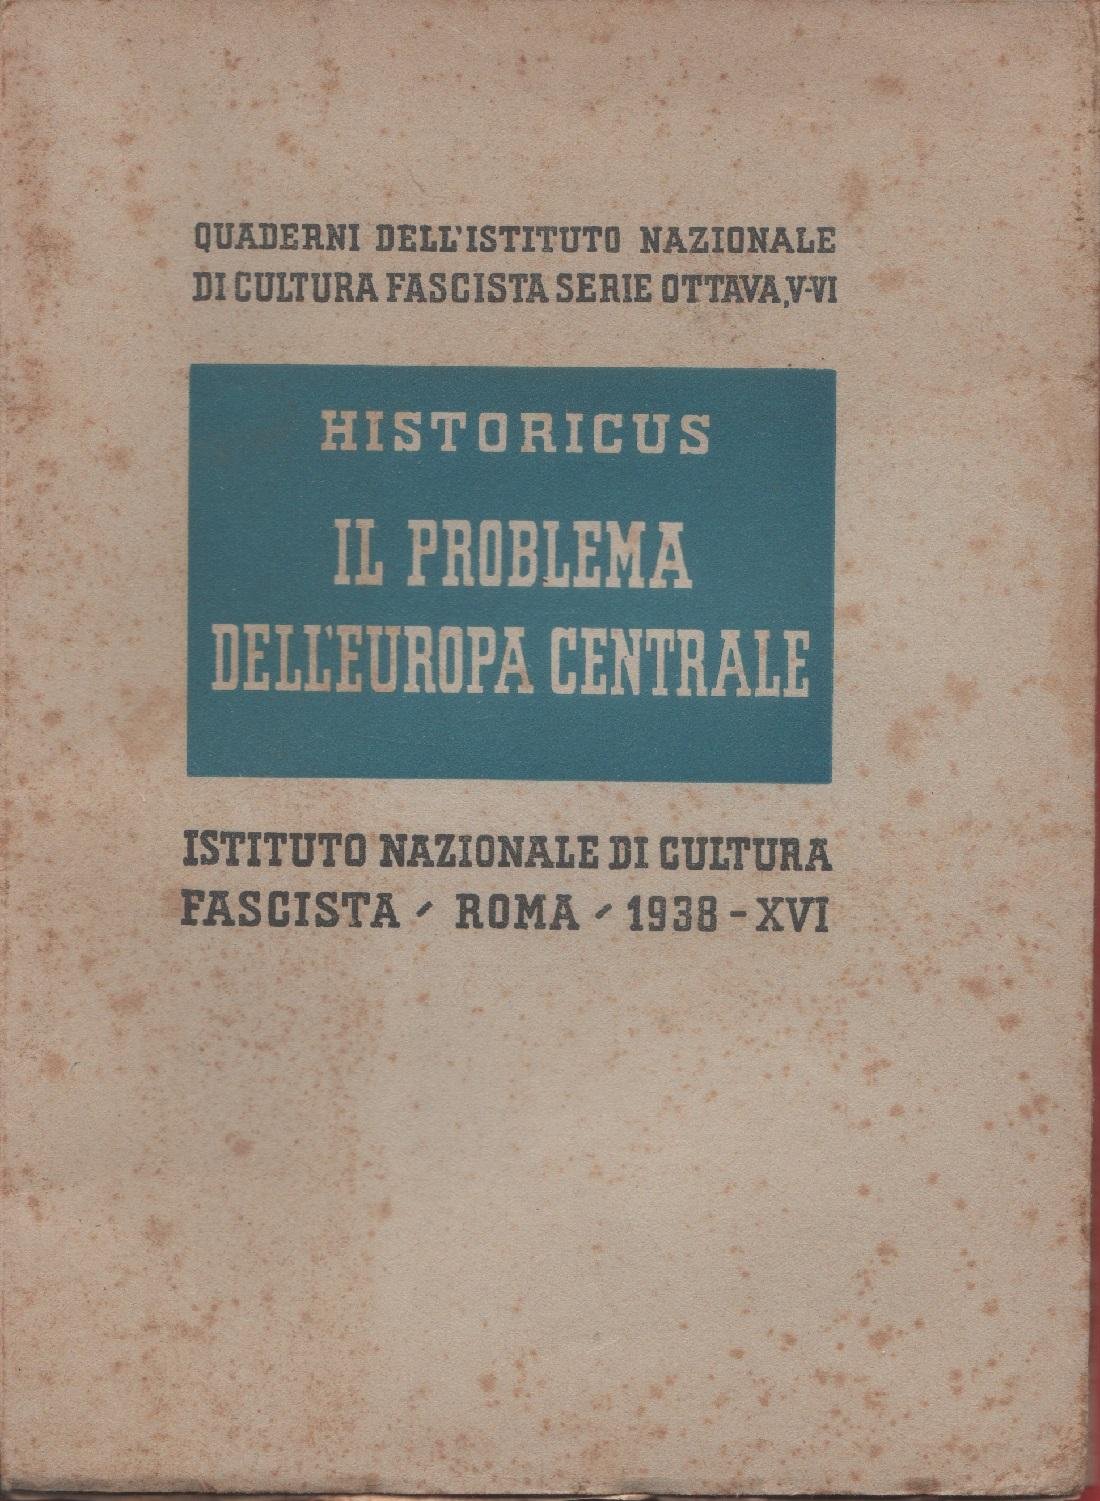 QUADERNI DELL'ISTITUTO NAZIONALE
DI CULTURA FASCISTA SERIE OTTAVA, V-VI
HISTORICUS
IL PROBLEMA
DELL'EUROPA CENTRALE
ISTITUTO NAZIONALE DI CULTURA
FASCISTA - ROMA - 1938 - XVI